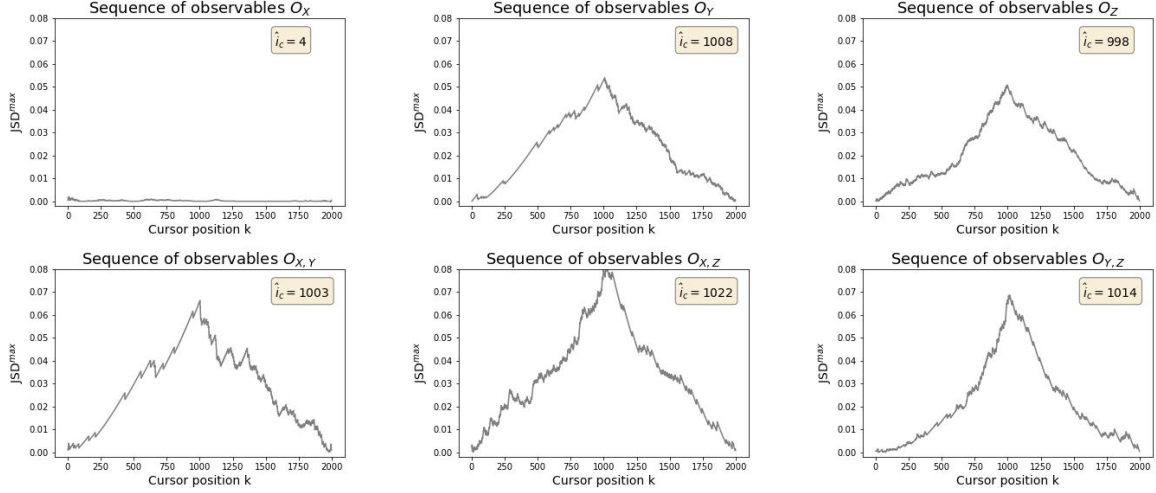 Sequence of observables O_X
0.08
0.07
0.06
0.05
0.04
0.03
0.02
0.01
0.00
JSD^max
î_c = 4
0 250 500 750 1000 1250 1500 1750 2000
Cursor position k
Sequence of observables O_Y
0.08
0.07
0.06
0.05
0.04
0.03
0.02
0.01
0.00
JSD^max
î_c = 1008
0 250 500 750 1000 1250 1500 1750 2000
Cursor position k
Sequence of observables O_Z
0.08
0.07
0.06
0.05
0.04
0.03
0.02
0.01
0.00
JSD^max
î_c = 998
0 250 500 750 1000 1250 1500 1750 2000
Cursor position k
Sequence of observables O_X,Y
0.08
0.07
0.06
0.05
0.04
0.03
0.02
0.01
0.00
JSD^max
î_c = 1003
0 250 500 750 1000 1250 1500 1750 2000
Cursor position k
Sequence of observables O_X,Z
0.08
0.07
0.06
0.05
0.04
0.03
0.02
0.01
0.00
JSD^max
î_c = 1022
0 250 500 750 1000 1250 1500 1750 2000
Cursor position k
Sequence of observables O_Y,Z
0.08
0.07
0.06
0.05
0.04
0.03
0.02
0.01
0.00
JSD^max
î_c = 1014
0 250 500 750 1000 1250 1500 1750 2000
Cursor position k